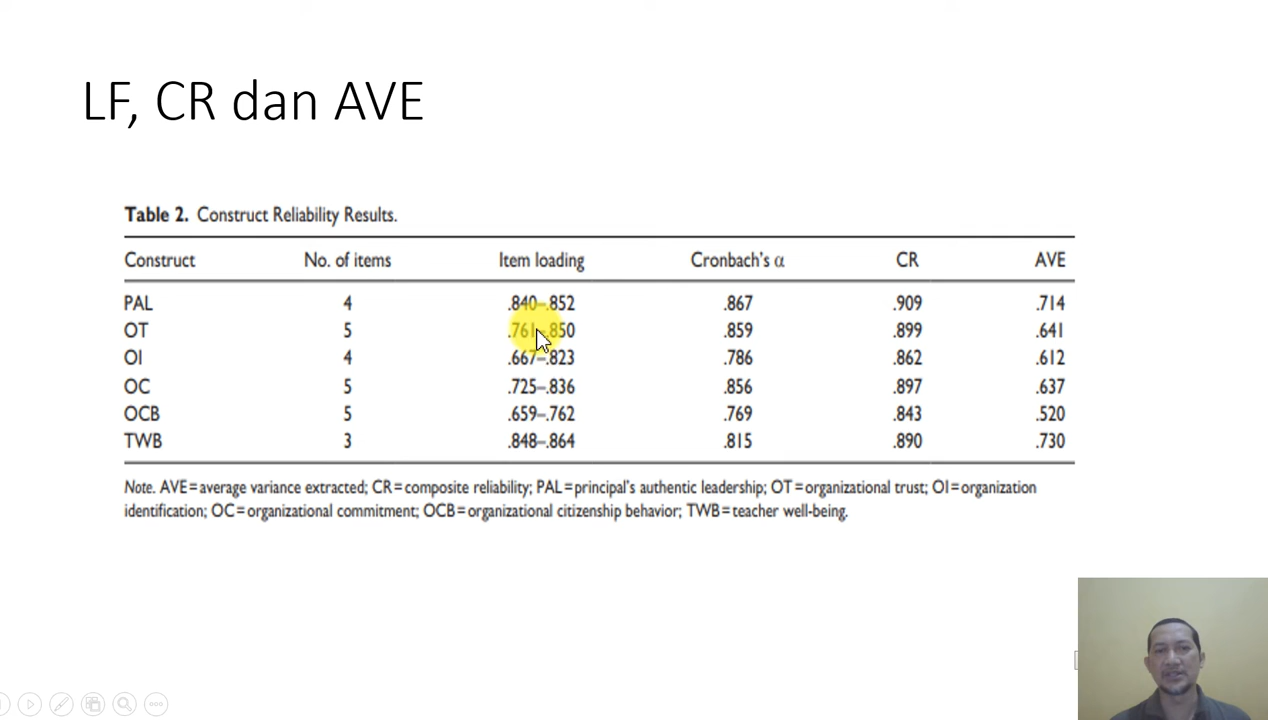 LF, CR dan AVE
Table 2. Construct Reliability Results.
Construct No. of items Item loading Cronbach's α CR AVE
PAL 4 .840–.852 .867 .909 .714
OT 5 .761–.850 .859 .899 .641
OI 4 .667–.823 .786 .862 .612
OC 5 .725–.836 .856 .897 .637
OCB 5 .659–.762 .769 .843 .520
TWB 3 .848–.864 .815 .890 .730
Note. AVE = average variance extracted; CR = composite reliability; PAL = principal's authentic leadership; OT = organizational trust; OI = organization
identification; OC = organizational commitment; OCB = organizational citizenship behavior; TWB = teacher well-being.